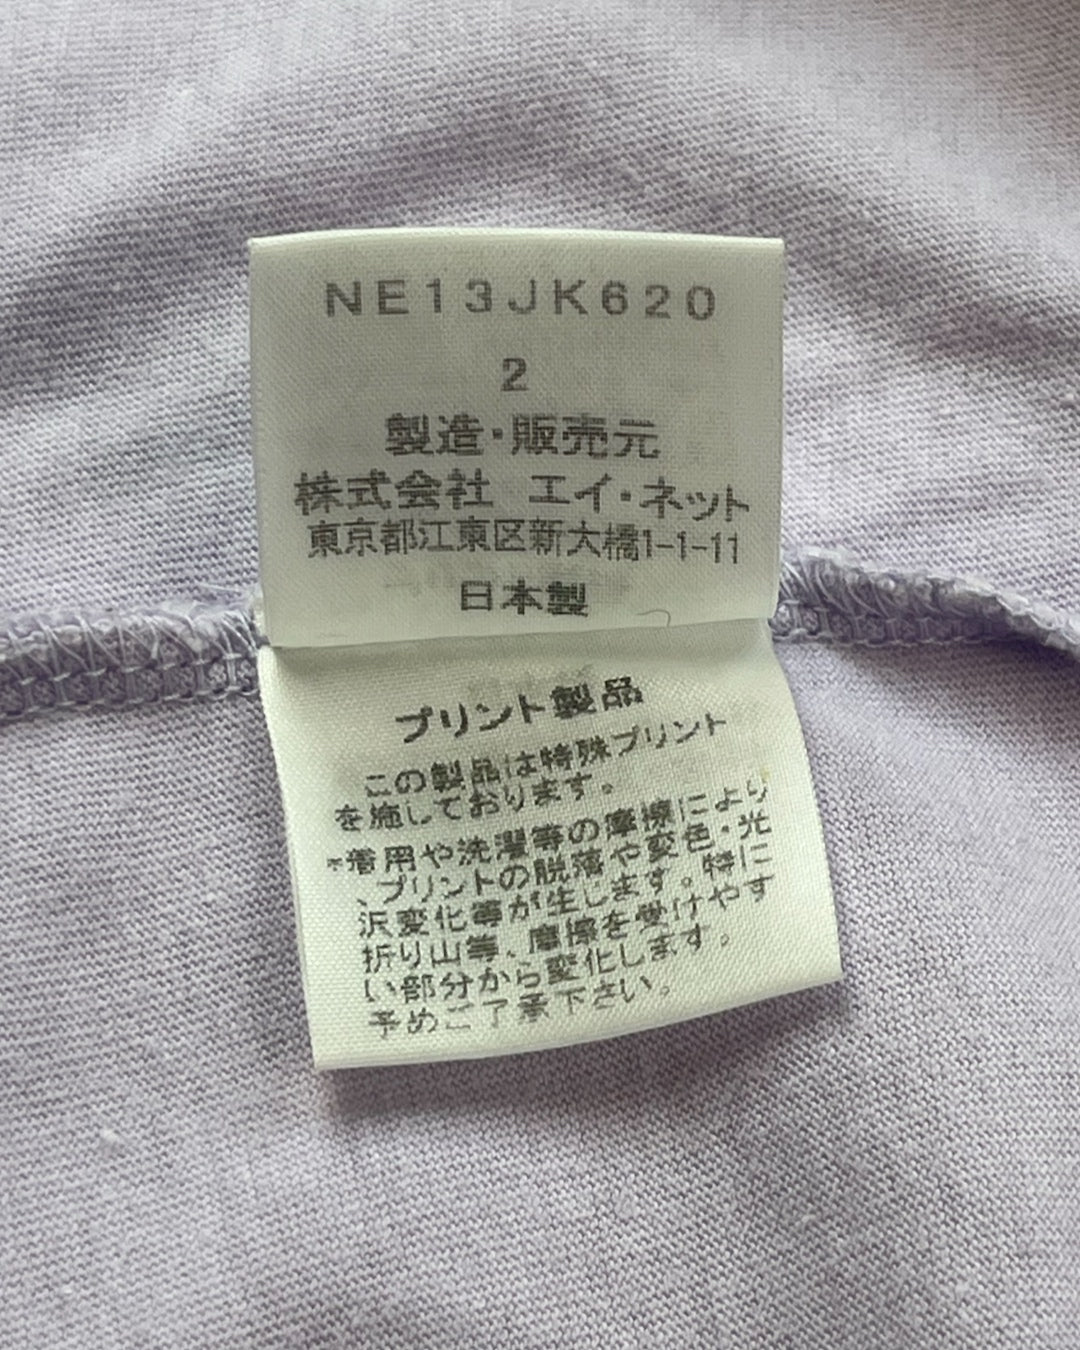 NE13JK620
2
製造・販売元
株式会社 エイ・ネット
東京都江東区新大橋1-1-11
日本製
プリント製品
この製品は特殊プリント
を施しております。
*着用や洗濯等の摩擦により
、プリントの脱落や変色・光
沢変化等が生じます。特に
折り山等、摩擦を受けやす
い部分から変化します。
予めご了承下さい。